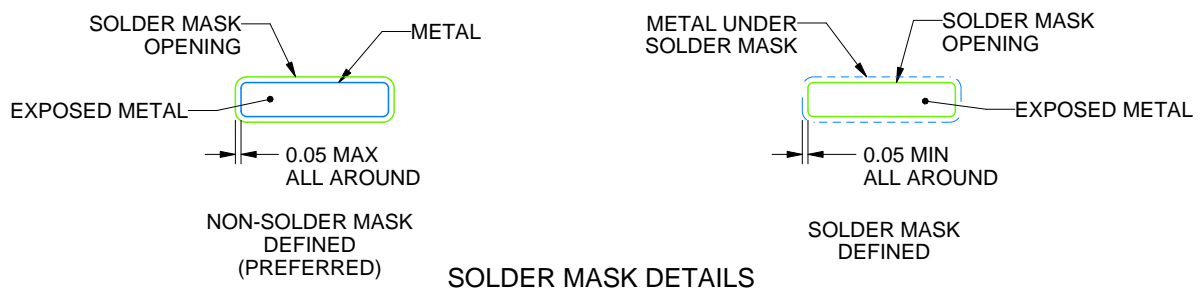 SOLDER MASK
OPENING
METAL
EXPOSED METAL
0.05 MAX
ALL AROUND
NON-SOLDER MASK
DEFINED
(PREFERRED)
METAL UNDER
SOLDER MASK
SOLDER MASK
OPENING
EXPOSED METAL
0.05 MIN
ALL AROUND
SOLDER MASK
DEFINED
SOLDER MASK DETAILS